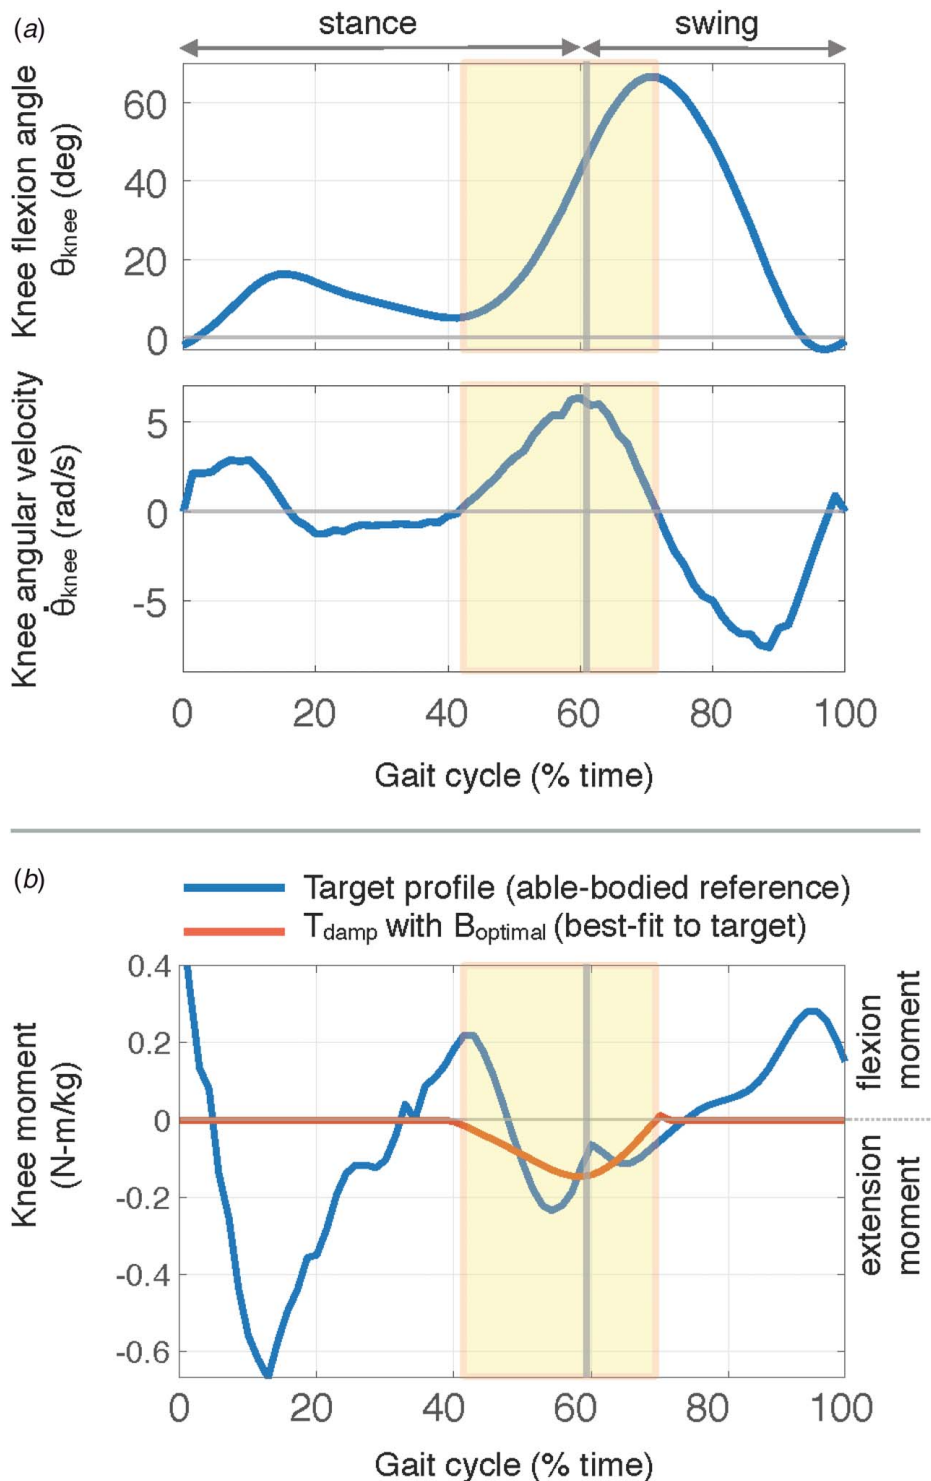 (a)
stance
swing
Knee flexion angle
θknee (deg)
60
40
20
0
Knee angular velocity
θ̇knee (rad/s)
5
0
-5
0
20
40
60
80
100
Gait cycle (% time)
(b)
Target profile (able-bodied reference)
Tdamp with Boptimal (best-fit to target)
Knee moment
(N-m/kg)
0.4
0.2
0
-0.2
-0.4
-0.6
flexion
moment
extension
moment
0
20
40
60
80
100
Gait cycle (% time)